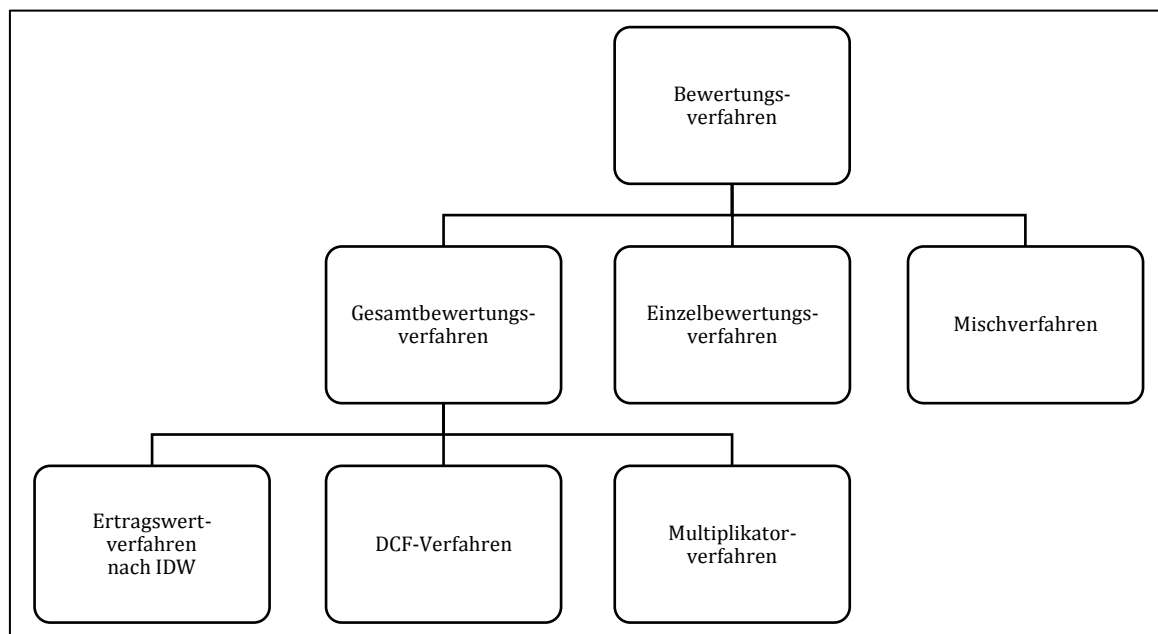 Bewertungs-
verfahren
Gesamtbewertungs-
verfahren
Einzelbewertungs-
verfahren
Mischverfahren
Ertragswert-
verfahren
nach IDW
DCF-Verfahren
Multiplikator-
verfahren